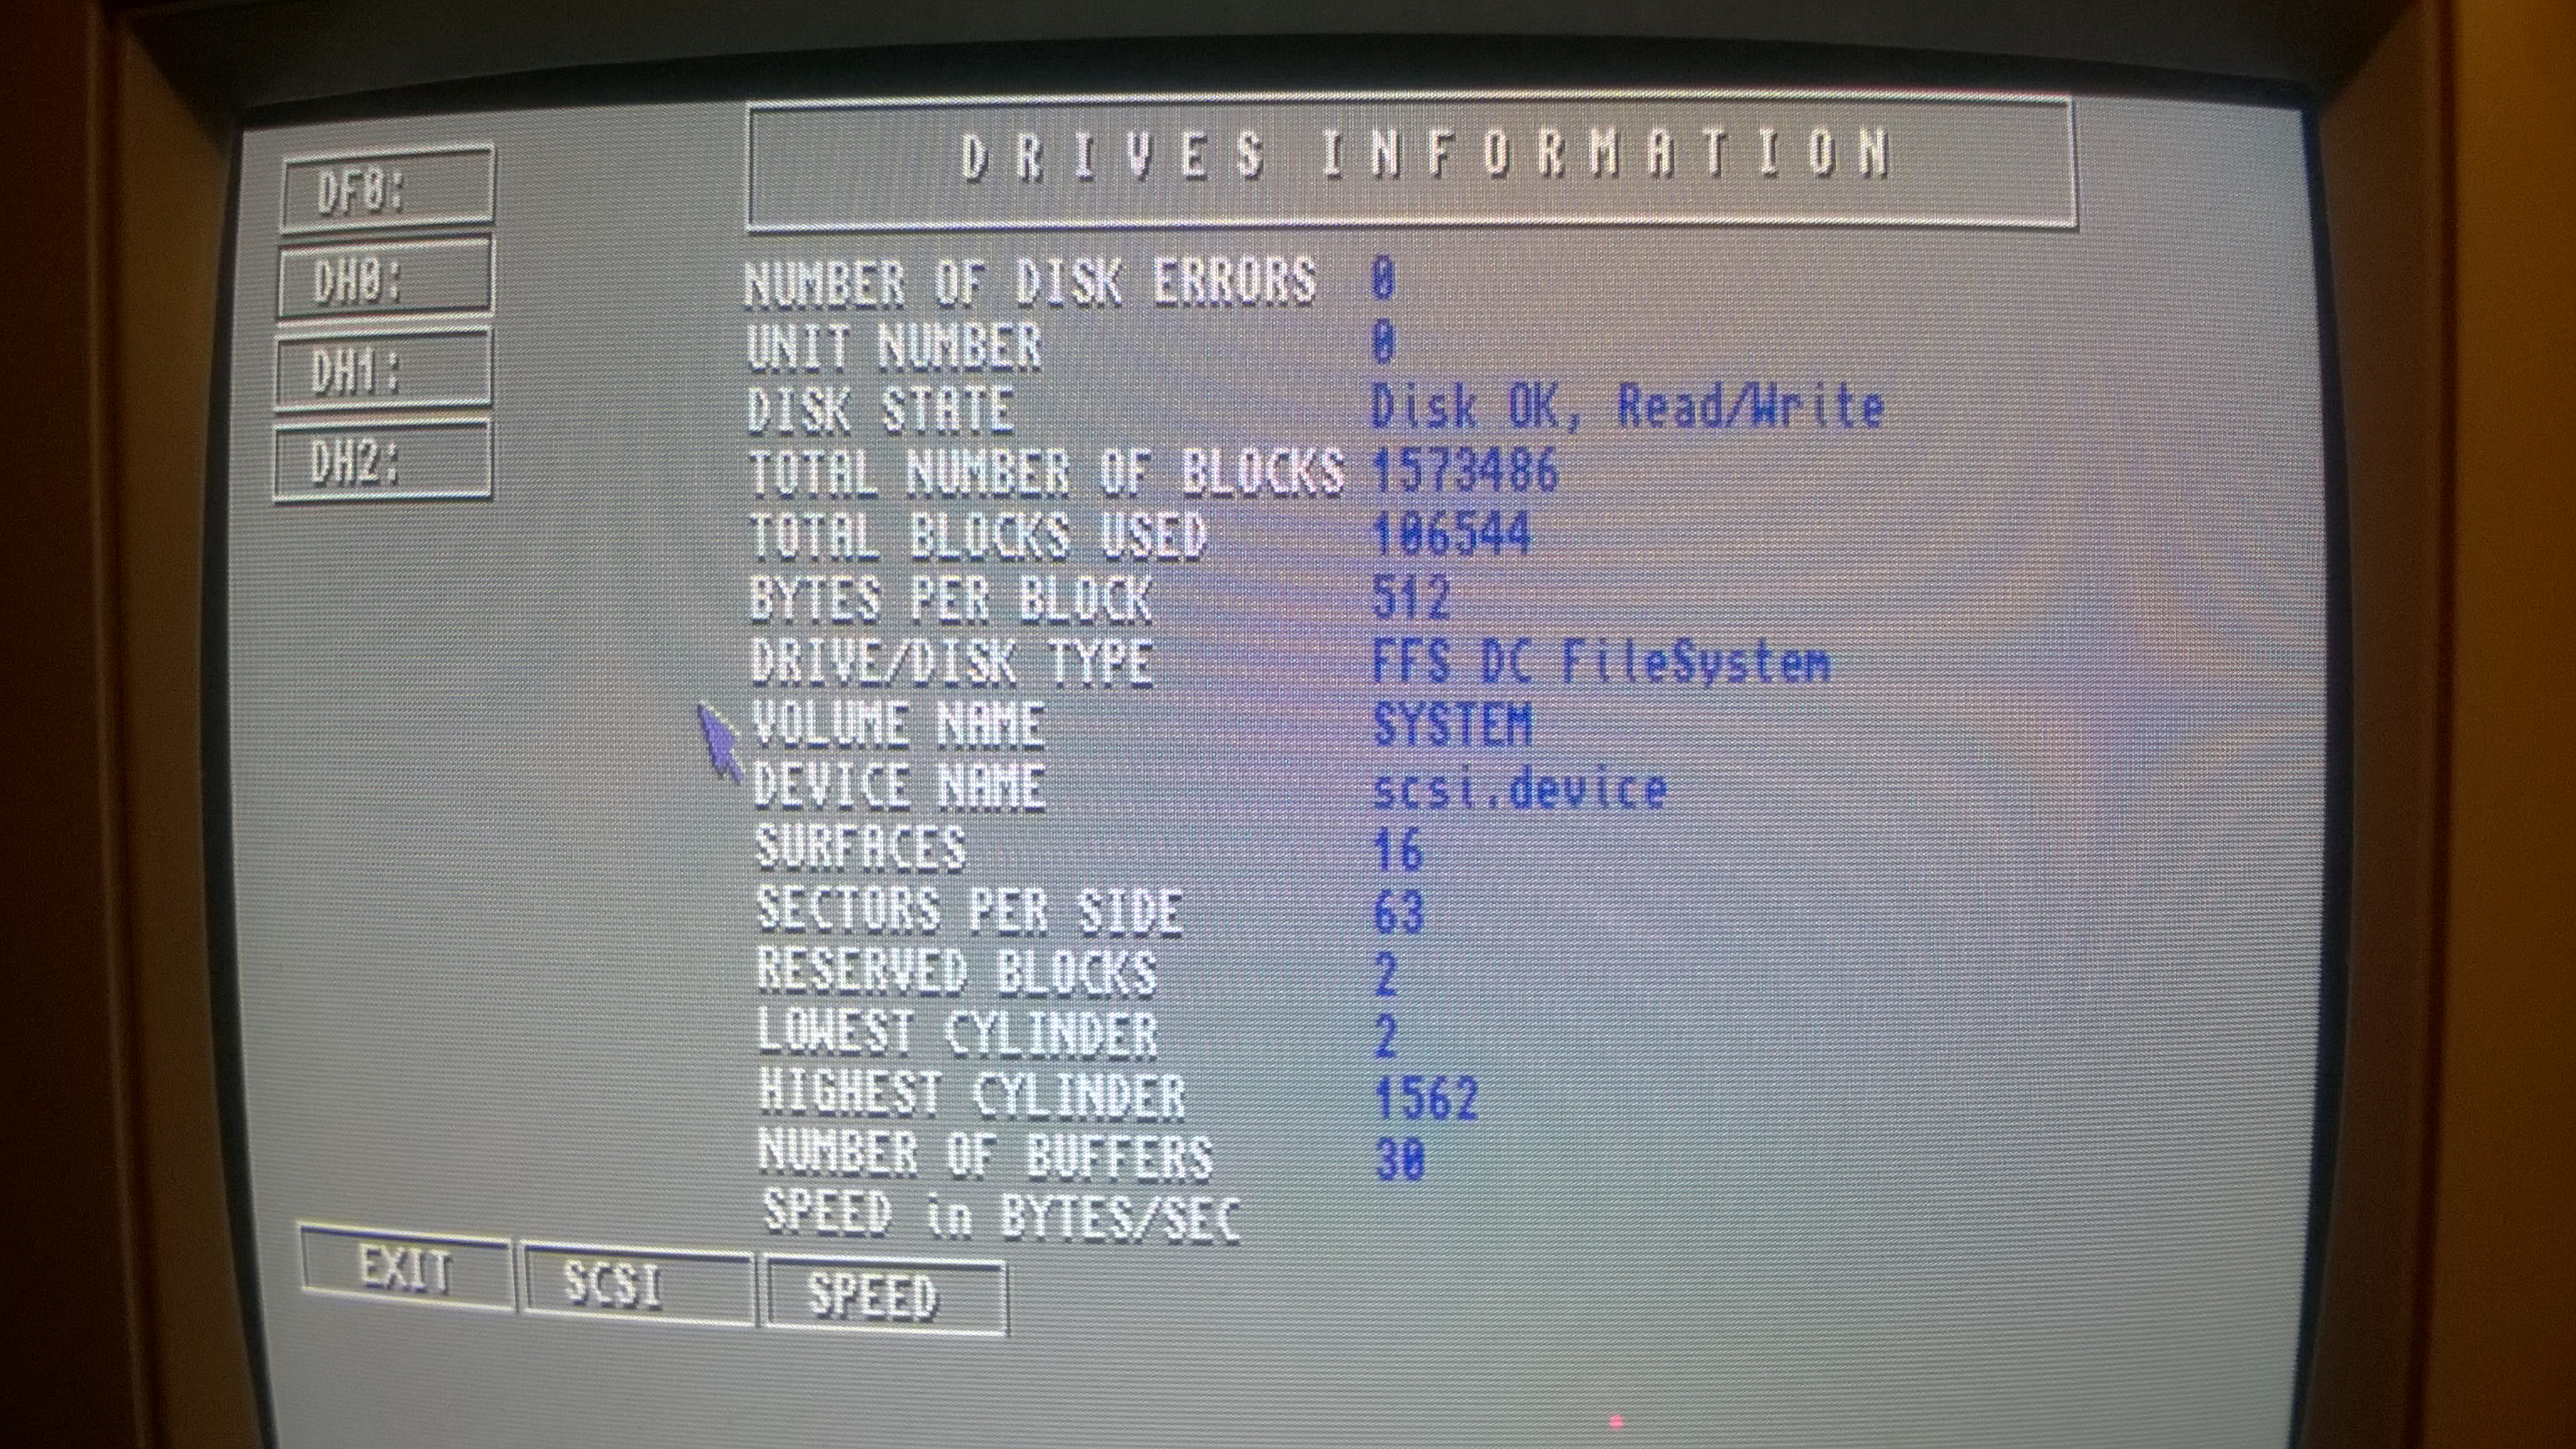 DRIVES INFORMATION
DF0:
DH0:
DH1:
DH2:
NUMBER OF DISK ERRORS 0
UNIT NUMBER 0
DISK STATE Disk OK, Read/Write
TOTAL NUMBER OF BLOCKS 1573486
TOTAL BLOCKS USED 106544
BYTES PER BLOCK 512
DRIVE/DISK TYPE FFS DC FileSystem
VOLUME NAME SYSTEM
DEVICE NAME scsi.device
SURFACES 16
SECTORS PER SIDE 63
RESERVED BLOCKS 2
LOWEST CYLINDER 2
HIGHEST CYLINDER 1562
NUMBER OF BUFFERS 30
SPEED in BYTES/SEC
EXIT SCSI SPEED